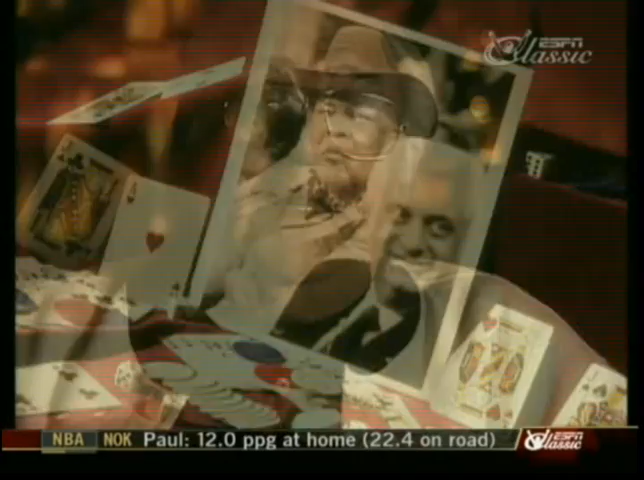 ESPN
Classic
A
NBA NOK Paul: 12.0 ppg at home (22.4 on road) ESPN
Classic